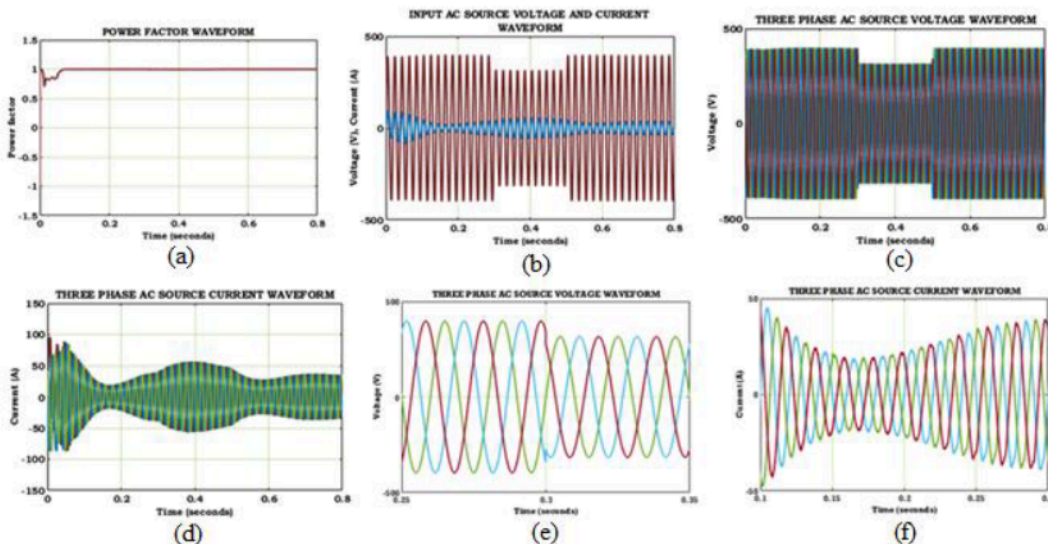 POWER FACTOR WAVEFORM
1.5
1
0.5
0
-0.5
-1
-1.5
Power factor
0 0.2 0.4 0.6 0.8
Time (seconds)
(a)
INPUT AC SOURCE VOLTAGE AND CURRENT
WAVEFORM
500
0
-500
Voltage (V), Current (A)
0 0.2 0.4 0.6 0.8
Time (seconds)
(b)
THREE PHASE AC SOURCE VOLTAGE WAVEFORM
500
0
-500
Voltage (V)
0 0.2 0.4 0.6 0.8
Time (seconds)
(c)
THREE PHASE AC SOURCE CURRENT WAVEFORM
150
100
50
0
-50
-100
-150
Current (A)
0 0.2 0.4 0.6 0.8
Time (seconds)
(d)
THREE PHASE AC SOURCE VOLTAGE WAVEFORM
0
Voltage (V)
0.25 0.3 0.35
Time (seconds)
(e)
THREE PHASE AC SOURCE CURRENT WAVEFORM
50
0
Current (A)
0.1 0.15 0.2 0.25
Time (seconds)
(f)